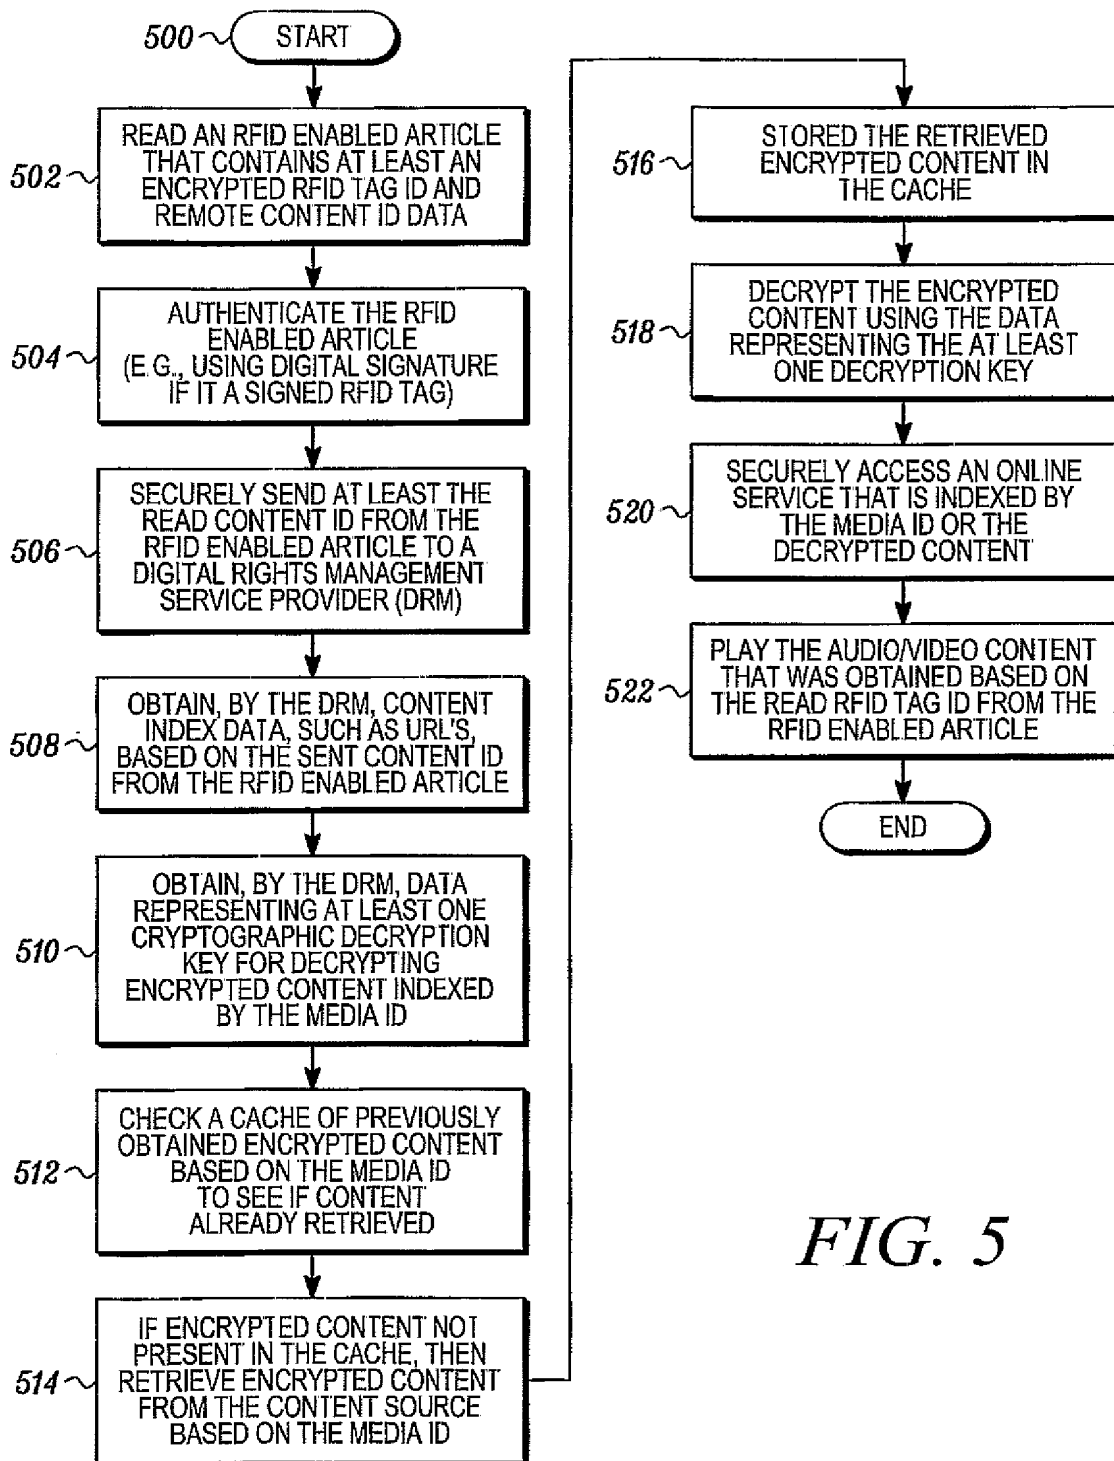 500
START
502
READ AN RFID ENABLED ARTICLE
THAT CONTAINS AT LEAST AN
ENCRYPTED RFID TAG ID AND
REMOTE CONTENT ID DATA
504
AUTHENTICATE THE RFID
ENABLED ARTICLE
(E.G., USING DIGITAL SIGNATURE
IF IT A SIGNED RFID TAG)
506
SECURELY SEND AT LEAST THE
READ CONTENT ID FROM THE
RFID ENABLED ARTICLE TO A
DIGITAL RIGHTS MANAGEMENT
SERVICE PROVIDER (DRM)
508
OBTAIN, BY THE DRM, CONTENT
INDEX DATA, SUCH AS URL'S,
BASED ON THE SENT CONTENT ID
FROM THE RFID ENABLED ARTICLE
510
OBTAIN, BY THE DRM, DATA
REPRESENTING AT LEAST ONE
CRYPTOGRAPHIC DECRYPTION
KEY FOR DECRYPTING
ENCRYPTED CONTENT INDEXED
BY THE MEDIA ID
512
CHECK A CACHE OF PREVIOUSLY
OBTAINED ENCRYPTED CONTENT
BASED ON THE MEDIA ID
TO SEE IF CONTENT
ALREADY RETRIEVED
514
IF ENCRYPTED CONTENT NOT
PRESENT IN THE CACHE, THEN
RETRIEVE ENCRYPTED CONTENT
FROM THE CONTENT SOURCE
BASED ON THE MEDIA ID
516
STORED THE RETRIEVED
ENCRYPTED CONTENT IN
THE CACHE
518
DECRYPT THE ENCRYPTED
CONTENT USING THE DATA
REPRESENTING THE AT LEAST
ONE DECRYPTION KEY
520
SECURELY ACCESS AN ONLINE
SERVICE THAT IS INDEXED BY
THE MEDIA ID OR THE
DECRYPTED CONTENT
522
PLAY THE AUDIO/VIDEO CONTENT
THAT WAS OBTAINED BASED ON
THE READ RFID TAG ID FROM THE
RFID ENABLED ARTICLE
END
FIG. 5